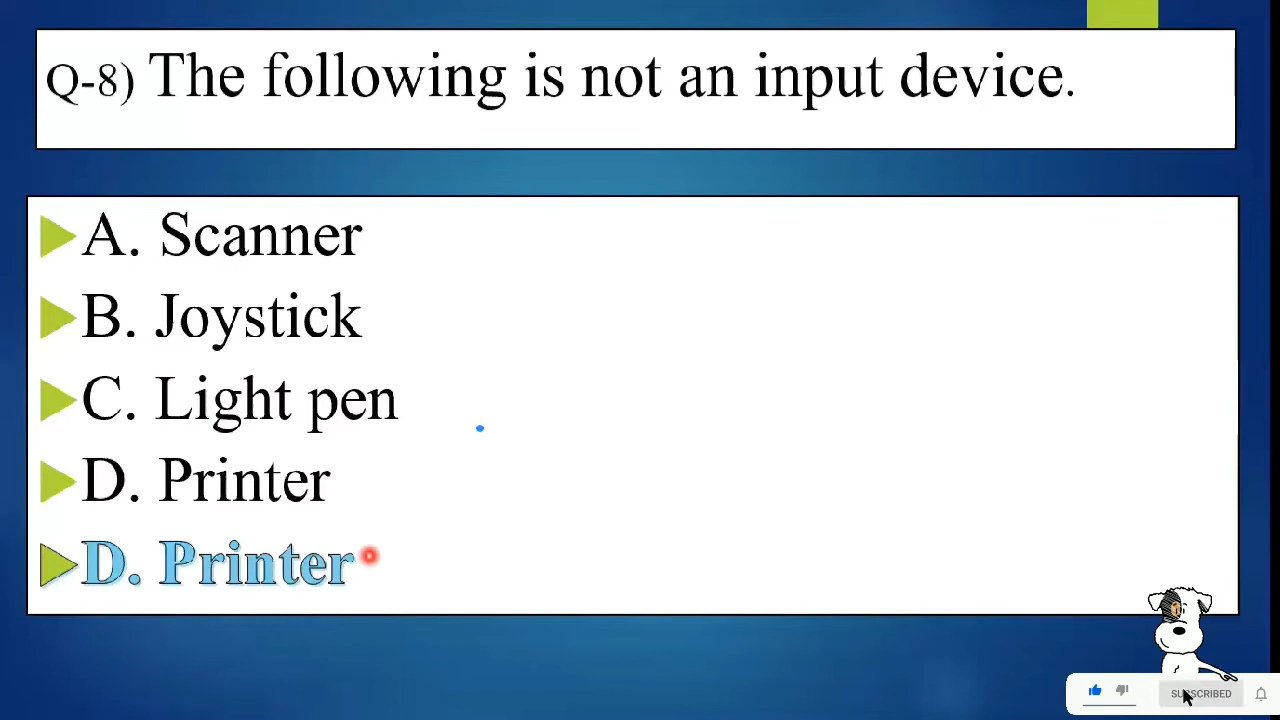 Q-8) The following is not an input device.
A. Scanner
B. Joystick
C. Light pen
D. Printer
D. Printer
SUBSCRIBED